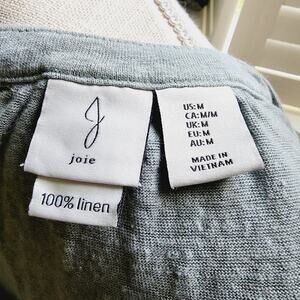 J
joie
100% linen
US:M
CA:M/M
UK:M
EU:M
AU:M
MADE IN
VIETNAM